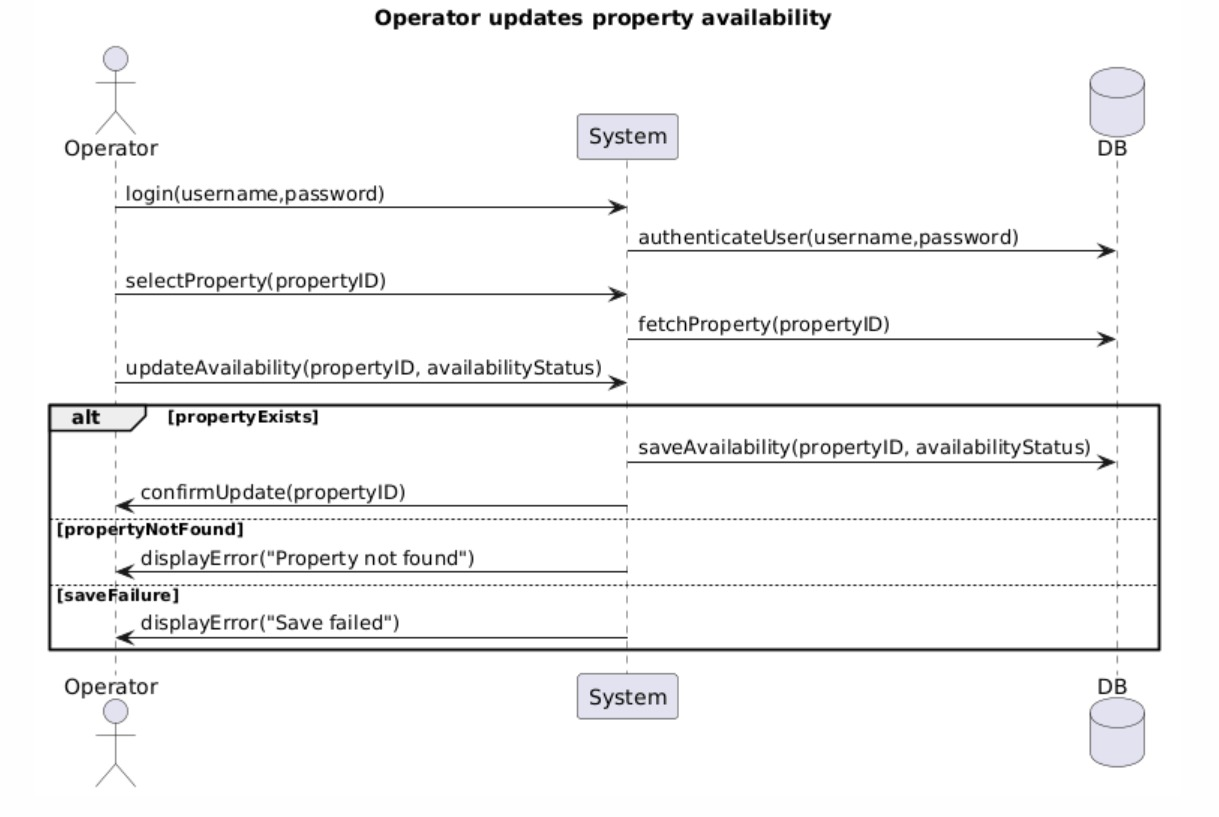 Operator updates property availability
Operator
System
DB
login(username,password)
authenticateUser(username,password)
selectProperty(propertyID)
fetchProperty(propertyID)
updateAvailability(propertyID, availabilityStatus)
alt [propertyExists]
saveAvailability(propertyID, availabilityStatus)
confirmUpdate(propertyID)
[propertyNotFound]
displayError("Property not found")
[saveFailure]
displayError("Save failed")
Operator
System
DB